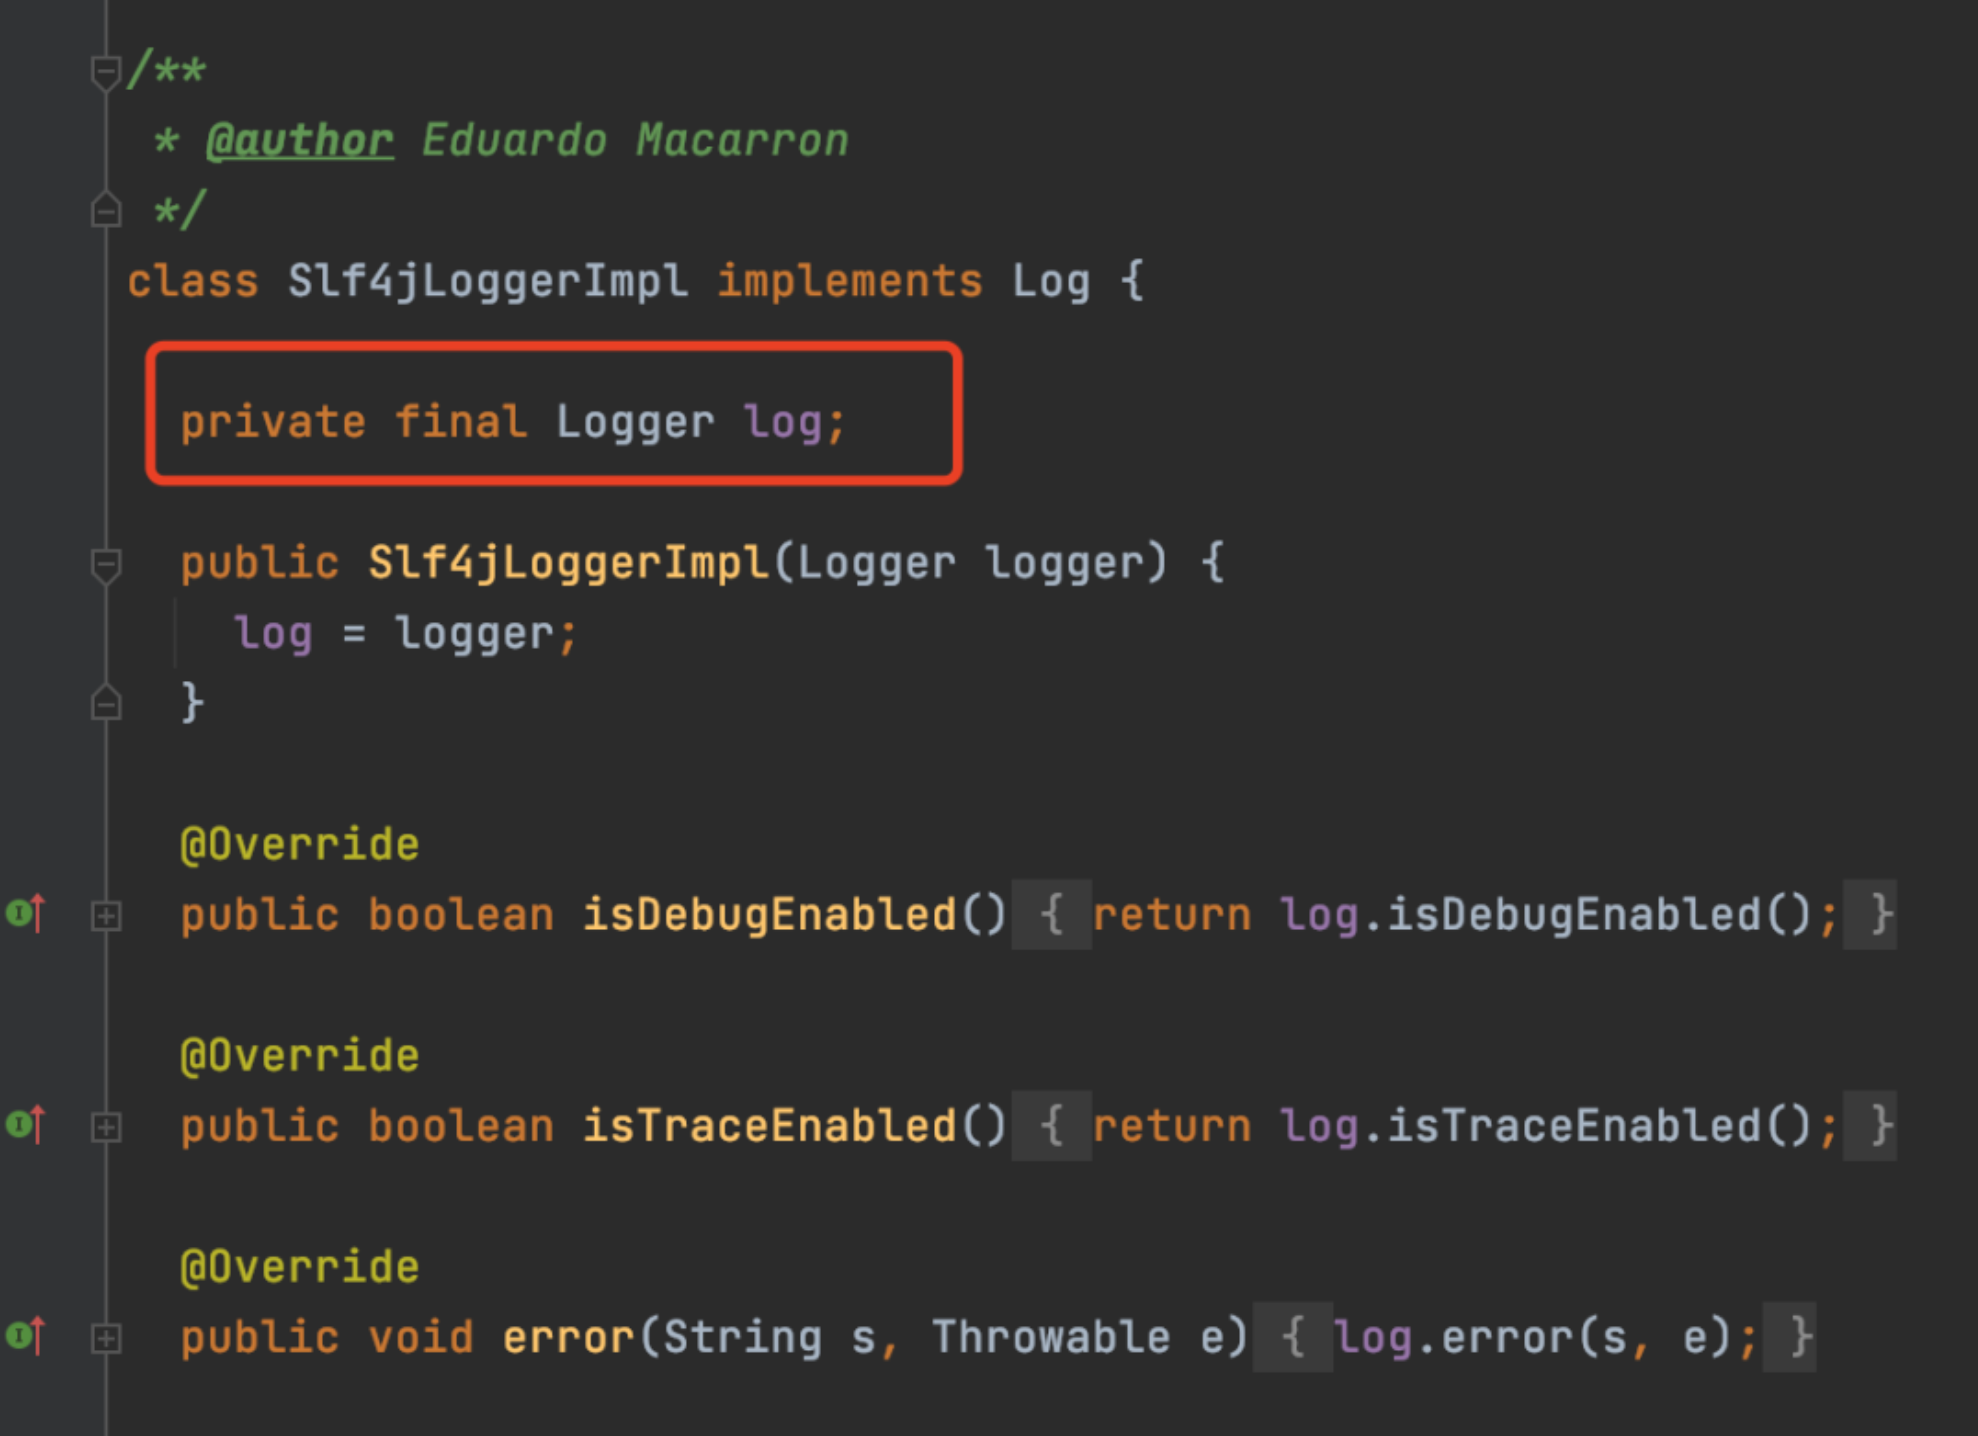 /**
 * @author Eduardo Macarron
 */
class Slf4jLoggerImpl implements Log {
private final Logger log;
public Slf4jLoggerImpl(Logger logger) {
log = logger;
}
@Override
public boolean isDebugEnabled() { return log.isDebugEnabled(); }
@Override
public boolean isTraceEnabled() { return log.isTraceEnabled(); }
@Override
public void error(String s, Throwable e) { log.error(s, e); }